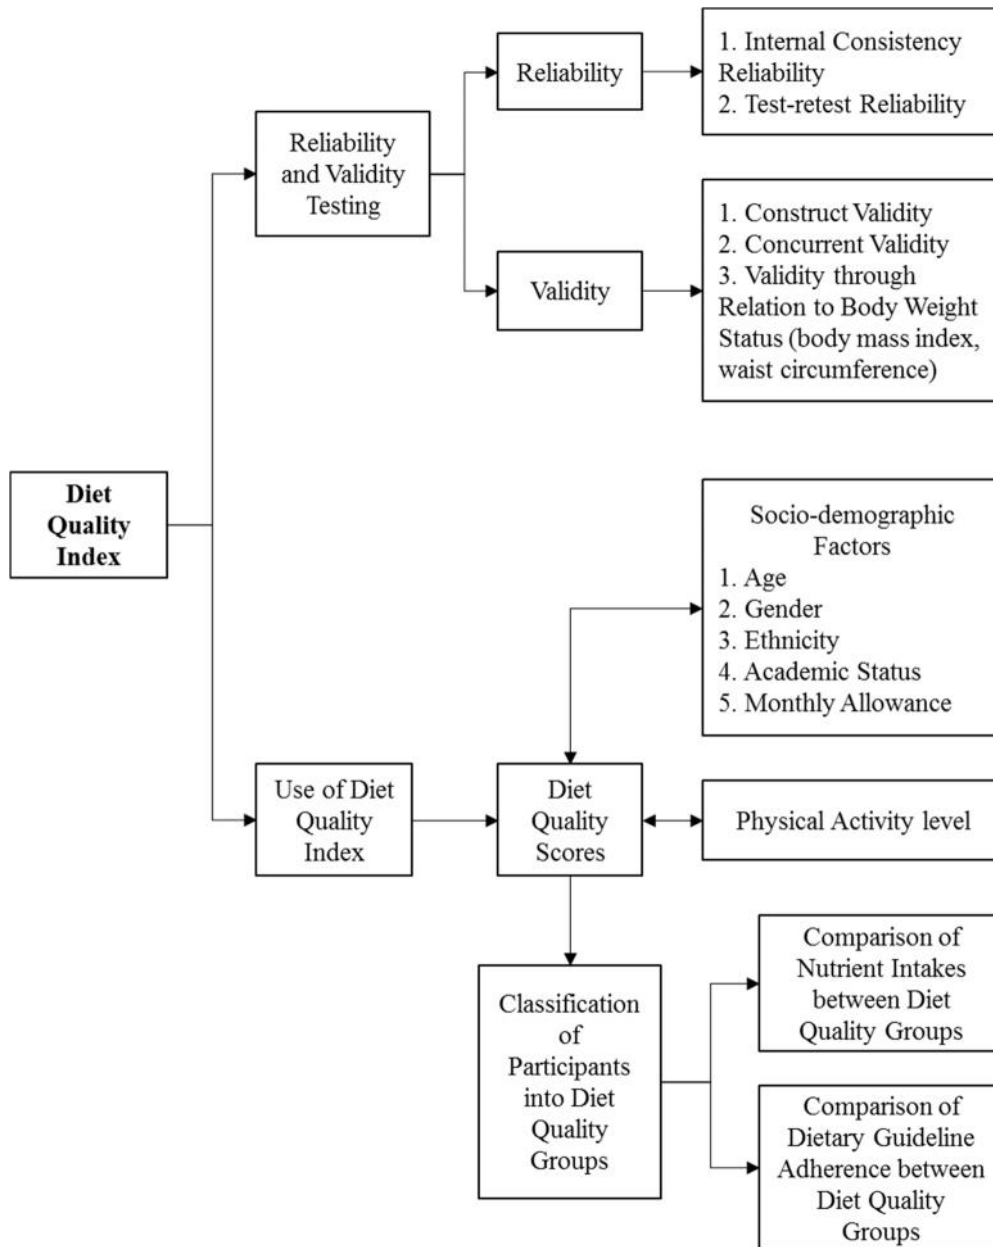 Reliability
1. Internal Consistency
Reliability
2. Test-retest Reliability
Reliability
and Validity
Testing
Validity
1. Construct Validity
2. Concurrent Validity
3. Validity through
Relation to Body Weight
Status (body mass index,
waist circumference)
Diet
Quality
Index
Socio-demographic
Factors
1. Age
2. Gender
3. Ethnicity
4. Academic Status
5. Monthly Allowance
Use of Diet
Quality
Index
Diet
Quality
Scores
Physical Activity level
Classification
of
Participants
into Diet
Quality
Groups
Comparison of
Nutrient Intakes
between Diet
Quality Groups
Comparison of
Dietary Guideline
Adherence between
Diet Quality
Groups